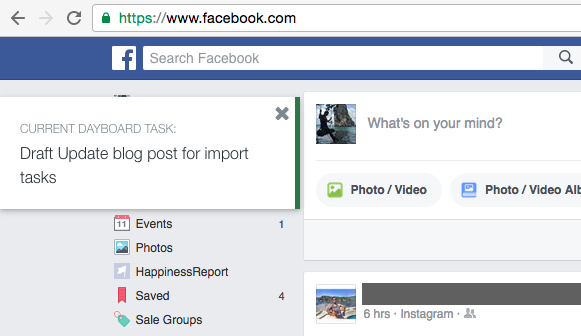 https://www.facebook.com
f
Search Facebook
CURRENT DAYBOARD TASK:
Draft Update blog post for import
tasks
What's on your mind?
Photo / Video
Photo / Video Alb
11 Events 1
Photos
HappinessReport
Saved 4
Sale Groups
6 hrs · Instagram ·